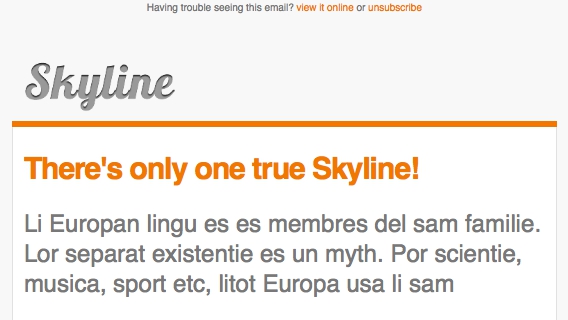 Having trouble seeing this email? view it online or unsubscribe
Skyline
There's only one true Skyline!
Li Europan lingu es es membres del sam familie.
Lor separat existentie es un myth. Por scientie,
musica, sport etc, litot Europa usa li sam